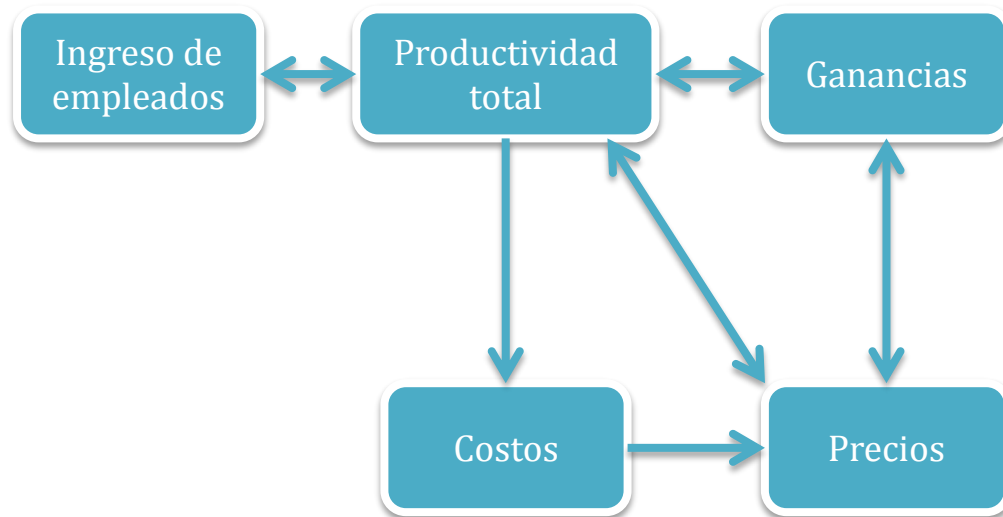 Ingreso de
empleados
Productividad
total
Ganancias
Costos
Precios